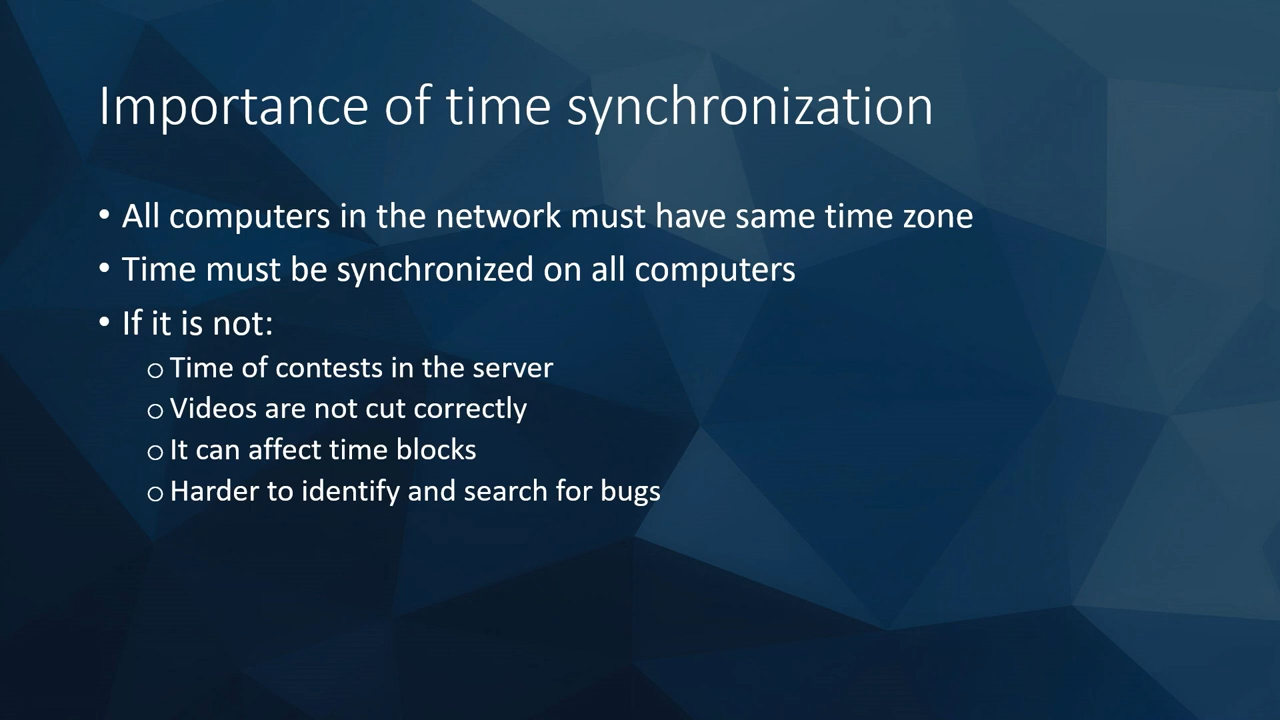 Importance of time synchronization
• All computers in the network must have same time zone
• Time must be synchronized on all computers
• If it is not:
o Time of contests in the server
o Videos are not cut correctly
o It can affect time blocks
o Harder to identify and search for bugs